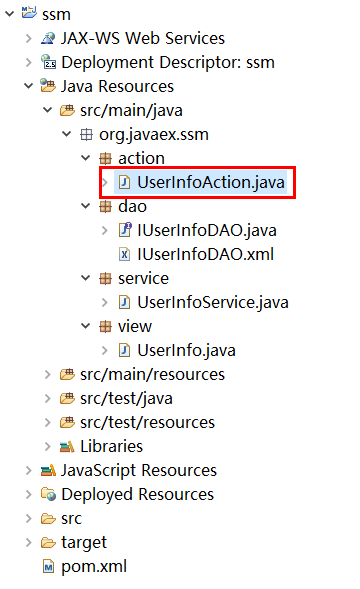 ssm
JAX-WS Web Services
Deployment Descriptor: ssm
Java Resources
src/main/java
org.javaex.ssm
action
UserInfoAction.java
dao
IUserInfoDAO.java
IUserInfoDAO.xml
service
UserInfoService.java
view
UserInfo.java
src/main/resources
src/test/java
src/test/resources
Libraries
JavaScript Resources
Deployed Resources
src
target
pom.xml